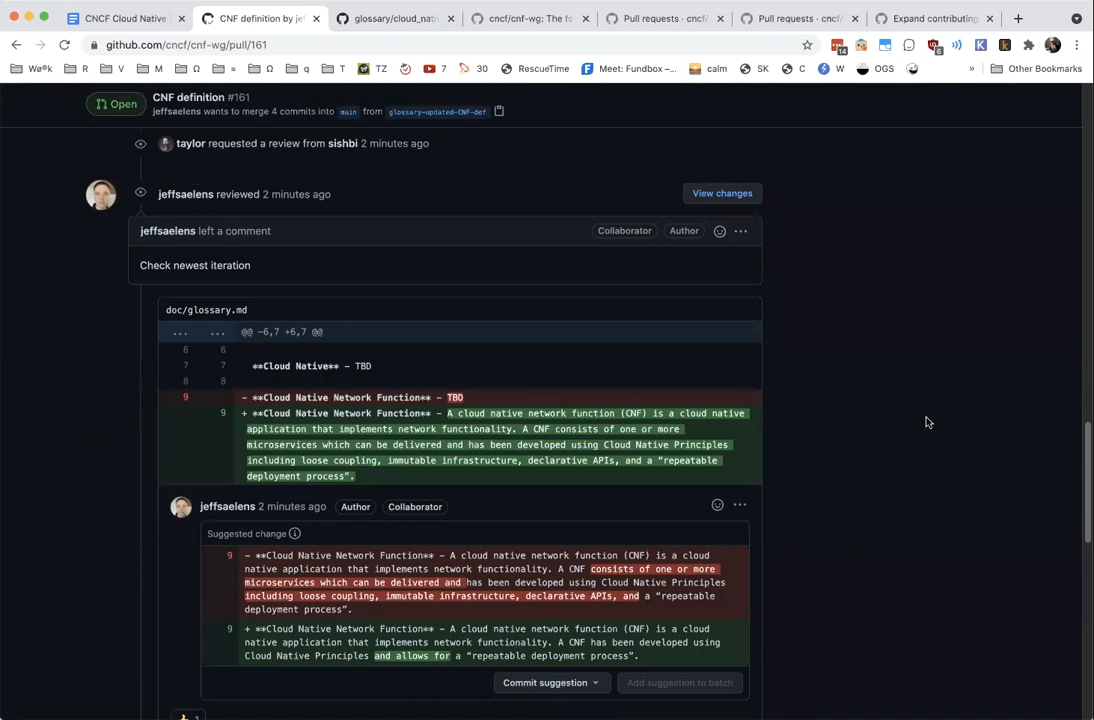 CNCF Cloud Native
CNF definition by je
glossary/cloud_nati
cncf/cnf-wg: The fo
Pull requests · cncf/
Pull requests · cncf/
Expand contributing
github.com/cncf/cnf-wg/pull/161
14
6
Wø®k
R
V
M
Ω
≈
Ω
q
T
TZ
7
30
RescueTime
Meet: Fundbox –...
calm
SK
C
W
OGS
»
Other Bookmarks
Open
CNF definition #161
jeffsaelens wants to merge 4 commits into main from glossary-updated-CNF-def
taylor requested a review from sishbi 2 minutes ago
jeffsaelens reviewed 2 minutes ago
View changes
jeffsaelens left a comment
Collaborator
Author
Check newest iteration
doc/glossary.md
... ... @@ -6,7 +6,7 @@
6 6
7 7 **Cloud Native** - TBD
8 8
9 - **Cloud Native Network Function** - TBD
9 + **Cloud Native Network Function** - A cloud native network function (CNF) is a cloud native
application that implements network functionality. A CNF consists of one or more
microservices which can be delivered and has been developed using Cloud Native Principles
including loose coupling, immutable infrastructure, declarative APIs, and a “repeatable
deployment process”.
jeffsaelens 2 minutes ago
Author
Collaborator
Suggested change
9 - **Cloud Native Network Function** - A cloud native network function (CNF) is a cloud
native application that implements network functionality. A CNF consists of one or more
microservices which can be delivered and has been developed using Cloud Native Principles
including loose coupling, immutable infrastructure, declarative APIs, and a “repeatable
deployment process”.
9 + **Cloud Native Network Function** - A cloud native network function (CNF) is a cloud
native application that implements network functionality. A CNF has been developed using
Cloud Native Principles and allows for a “repeatable deployment process”.
Commit suggestion
Add suggestion to batch